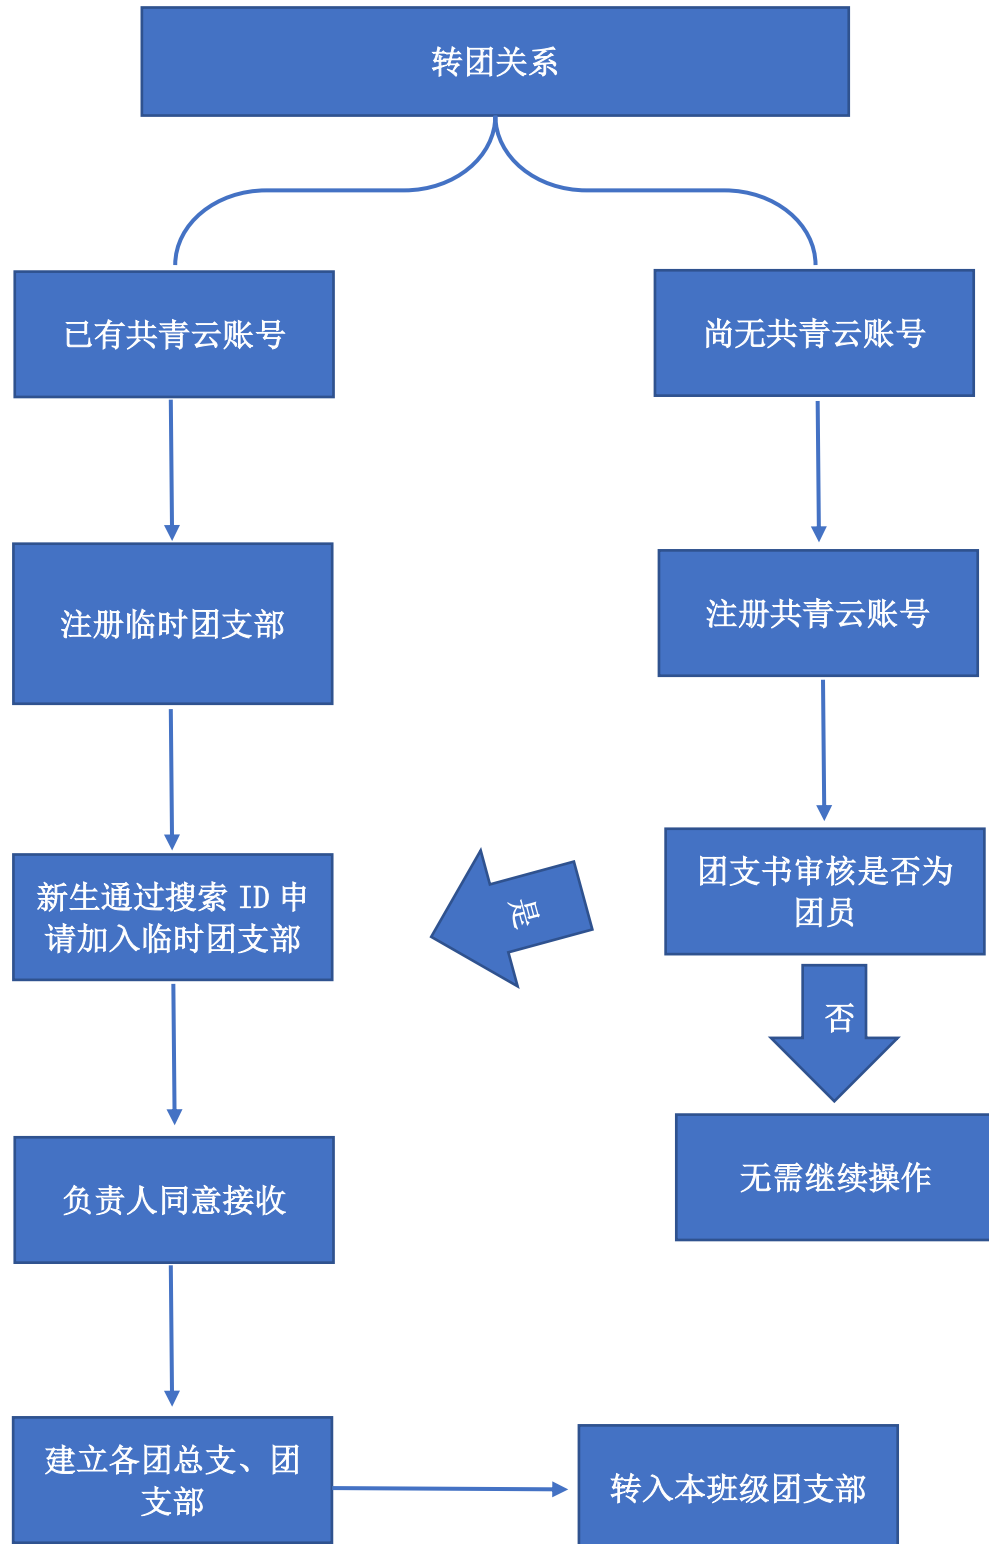 转团关系
已有共青云账号
尚无共青云账号
注册临时团支部
注册共青云账号
新生通过搜索 ID 申
请加入临时团支部
是
团支书审核是否为
团员
否
负责人同意接收
无需继续操作
建立各团总支、团
支部
转入本班级团支部